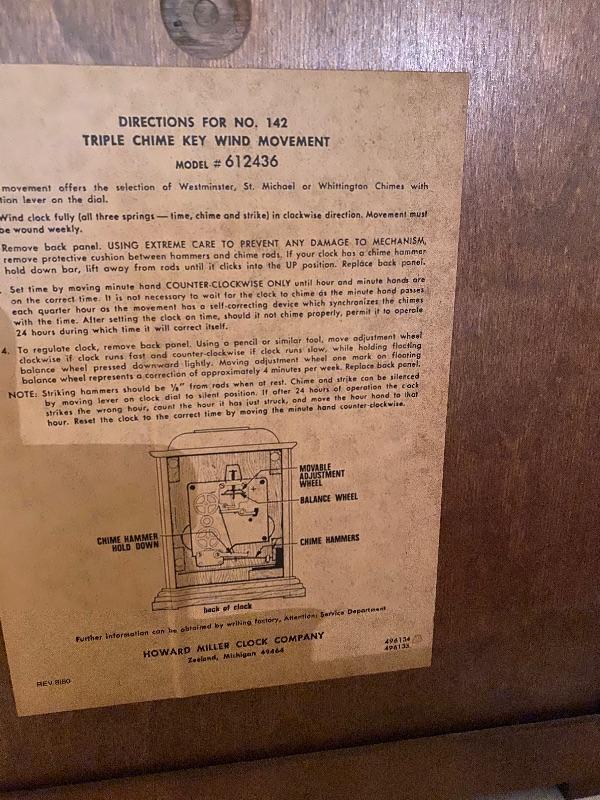 DIRECTIONS FOR NO. 142
TRIPLE CHIME KEY WIND MOVEMENT
MODEL # 612436
movement offers the selection of Westminster, St. Michael or Whittington Chimes with
tion lever on the dial.
Wind clock fully (all three springs — time, chime and strike) in clockwise direction. Movement must
be wound weekly.
Remove back panel. USING EXTREME CARE TO PREVENT ANY DAMAGE TO MECHANISM,
remove protective cushion between hammers and chime rods. If your clock has a chime hammer
hold down bar, lift away from rods until it clicks into the UP position. Replace back panel.
. Set time by moving minute hand COUNTER-CLOCKWISE ONLY until hour and minute hands are
on the correct time. It is not necessary to wait for the clock to chime as the minute hand passes
each quarter hour as the movement has a self-correcting device which synchronizes the chimes
with the time. After setting the clock on time, should it not chime properly, permit it to operate
24 hours during which time it will correct itself.
4. To regulate clock, remove back panel. Using a pencil or similar tool, move adjustment wheel
clockwise if clock runs fast and counter-clockwise if clock runs slow, while holding floating
balance wheel pressed downward lightly. Moving adjustment wheel one mark on floating
balance wheel represents a correction of approximately 4 minutes per week. Replace back panel.
NOTE: Striking hammers should be ⅛" from rods when at rest. Chime and strike can be silenced
by moving lever on clock dial to silent position. If after 24 hours of operation the clock
strikes the wrong hour, count the hour it has just struck, and move the hour hand to that
hour. Reset the clock to the correct time by moving the minute hand counter-clockwise.
MOVABLE
ADJUSTMENT
WHEEL
BALANCE WHEEL
CHIME HAMMER
HOLD DOWN
CHIME HAMMERS
back of clock
Further information can be obtained by writing factory, Attention: Service Department
HOWARD MILLER CLOCK COMPANY
Zeeland, Michigan 49464
496134
496135
REV. 8/80